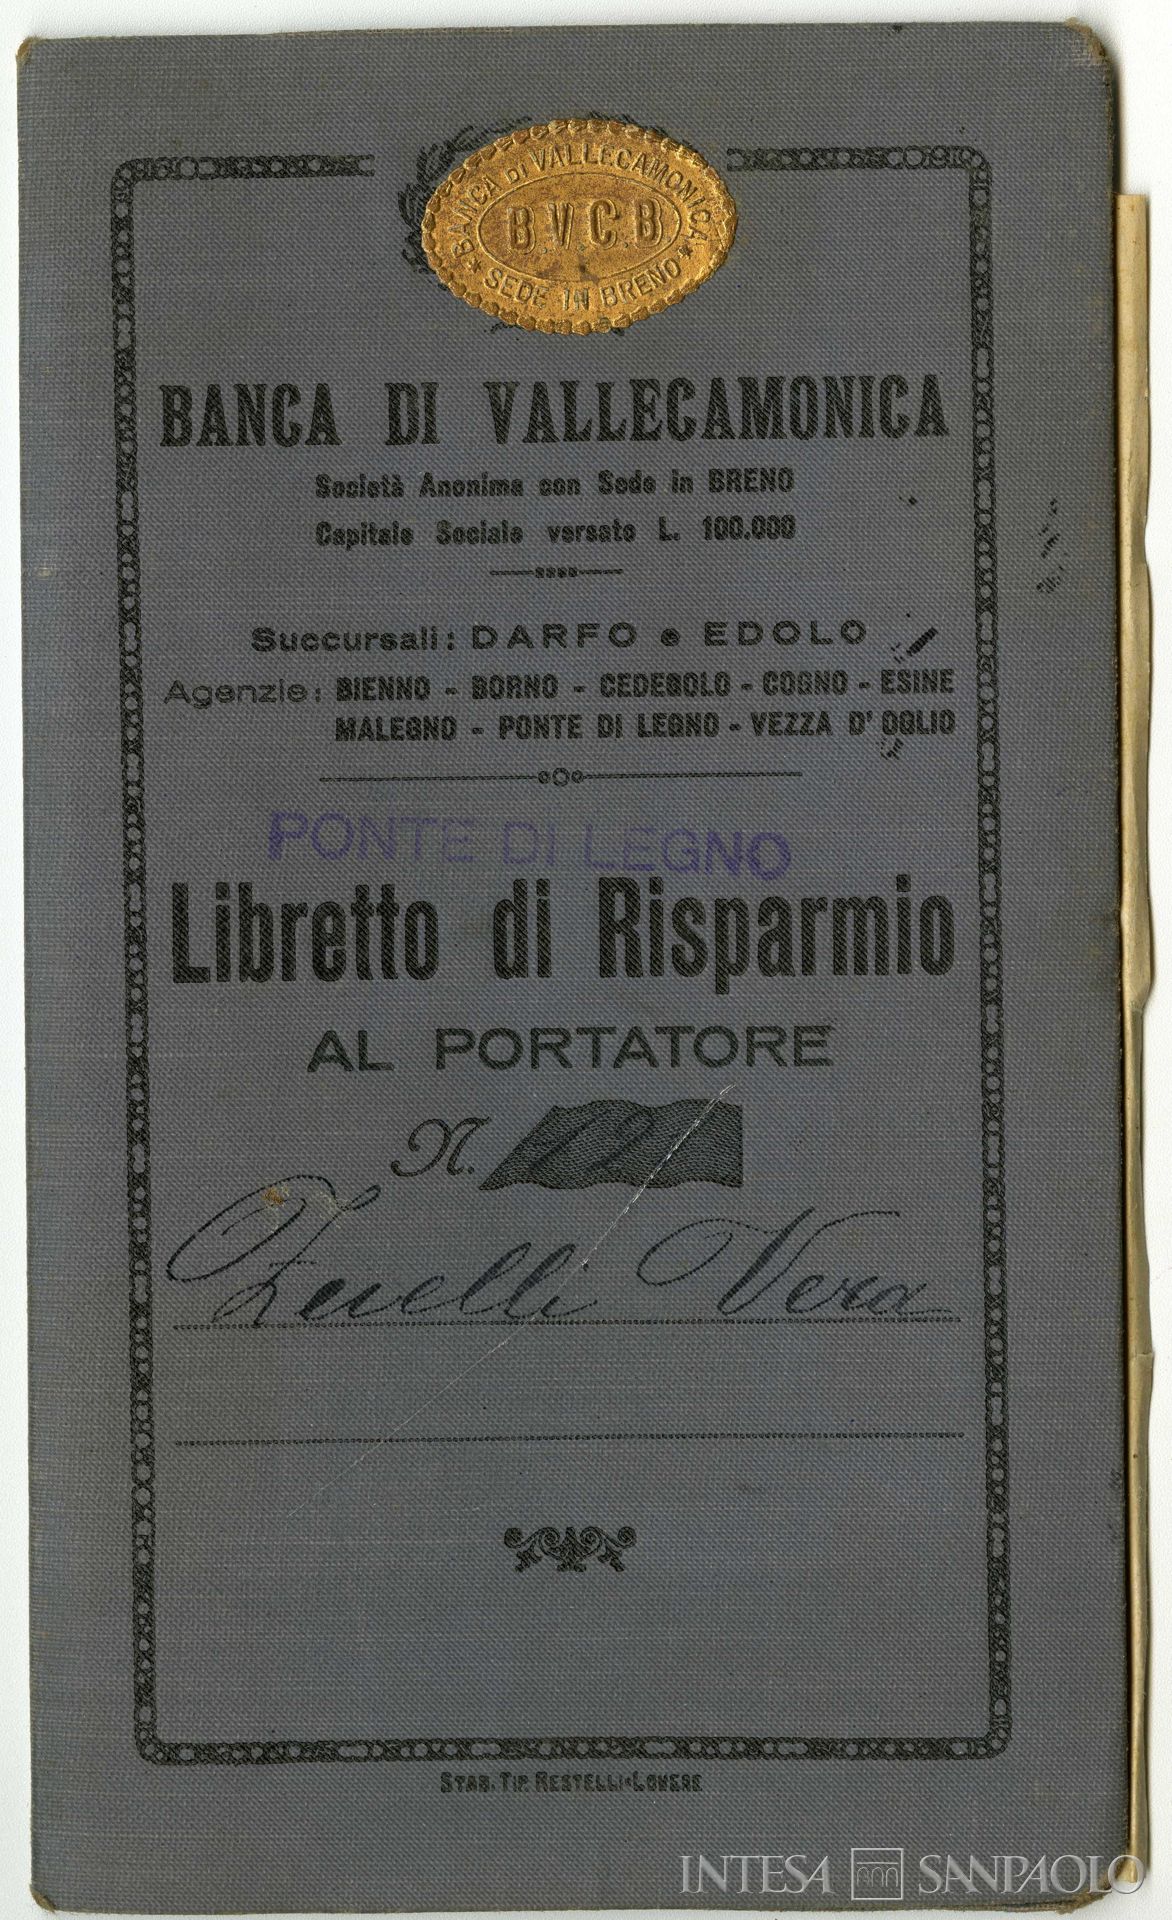 BANCA DI VALLECAMONICA
B V C B
SEDE IN BRENO
BANCA DI VALLECAMONICA
Società Anonima con Sede in BRENO
Capitale Sociale versato L. 100.000
Succursali: DARFO e EDOLO
Agenzie: BIENNO - BORNO - CEDEGOLO - COGNO - ESINE
MALEGNO - PONTE DI LEGNO - VEZZA D' OGLIO
PONTE DI LEGNO
Libretto di Risparmio
AL PORTATORE
N.
Vera
STAB. TIP. RESTELLI-LOVERE
INTESA SANPAOLO